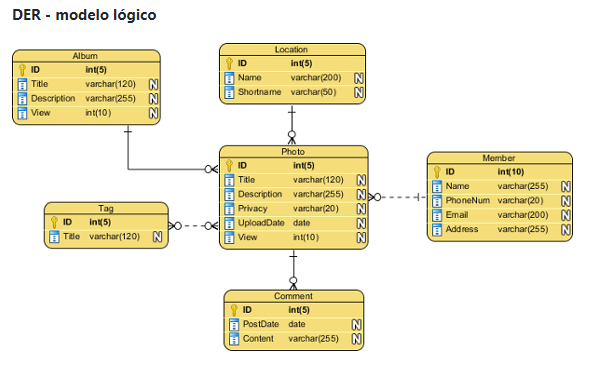 DER - modelo lógico
Album
ID int(5)
Title varchar(120) N
Description varchar(255) N
View int(10) N
Location
ID int(5)
Name varchar(200) N
Shortname varchar(50) N
Photo
ID int(5)
Title varchar(120) N
Description varchar(255) N
Privacy varchar(20) N
UploadDate date N
View int(10) N
Member
ID int(10)
Name varchar(255) N
PhoneNum varchar(20) N
Email varchar(200) N
Address varchar(255) N
Tag
ID int(5)
Title varchar(120) N
Comment
ID int(5)
PostDate date N
Content varchar(255) N